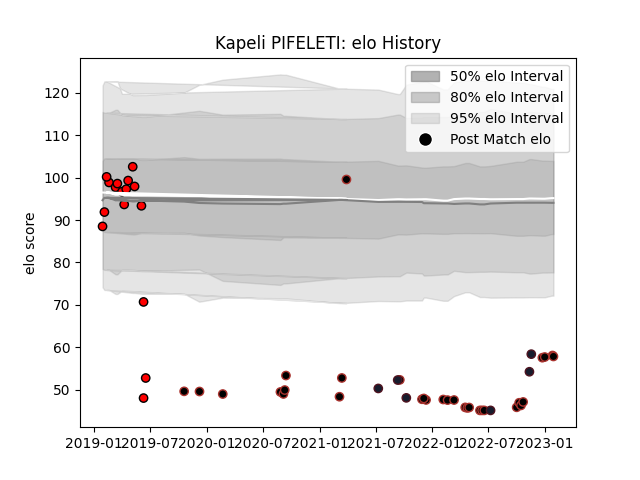 Kapeli PIFELETI: elo History
50% elo Interval
80% elo Interval
95% elo Interval
Post Match elo
elo score
120
110
100
90
80
70
60
50
2019-01 2019-07 2020-01 2020-07 2021-01 2021-07 2022-01 2022-07 2023-01